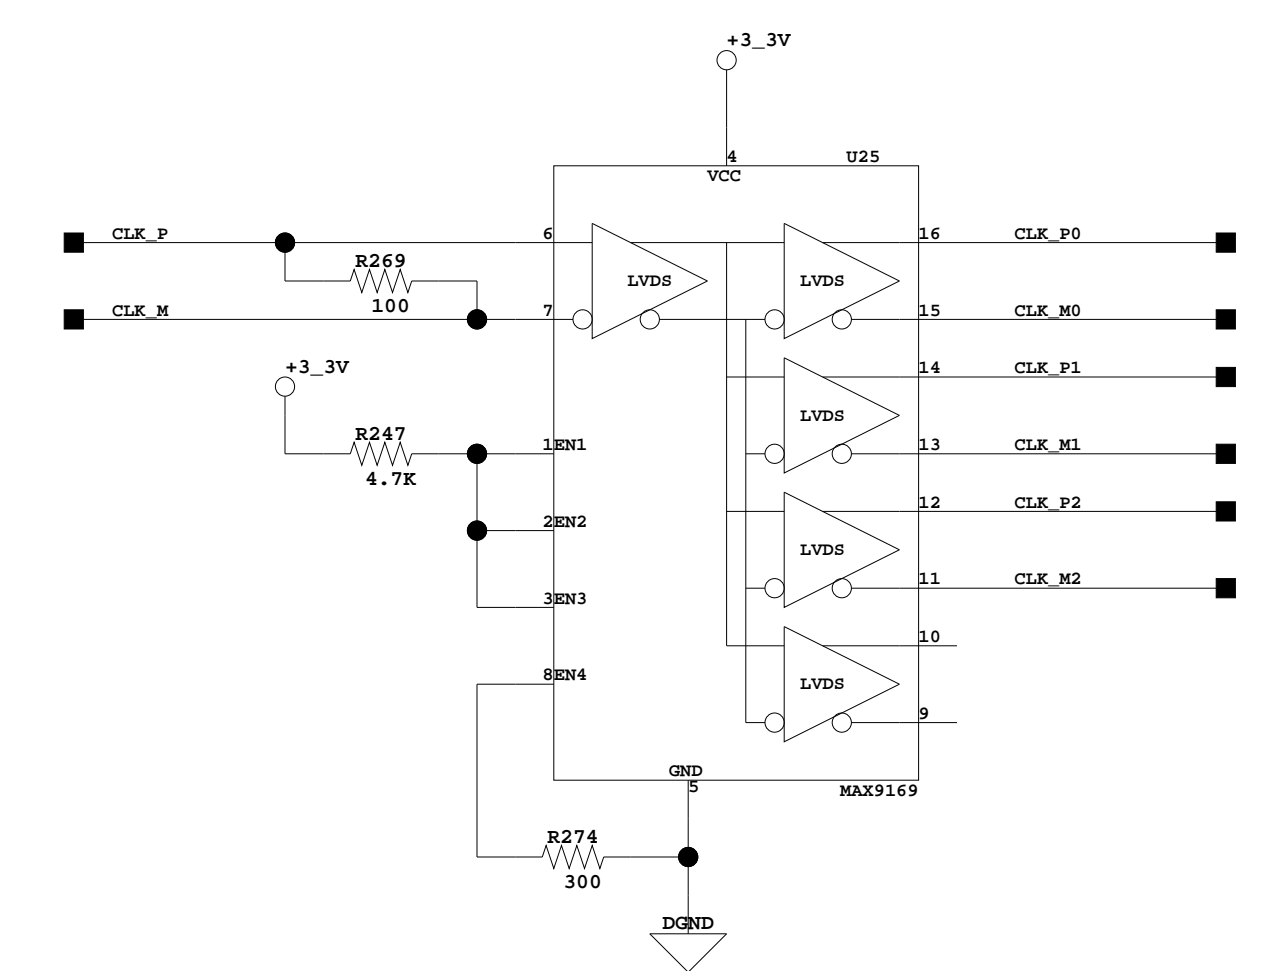 +3_3V
4 U25
VCC
CLK_P 6 16 CLK_P0
R269
LVDS LVDS
100
CLK_M 7 15 CLK_M0
+3_3V
14 CLK_P1
LVDS
R247
1EN1 13 CLK_M1
4.7K
12 CLK_P2
2EN2
LVDS
11 CLK_M2
3EN3
10
8EN4
LVDS
9
GND
5
MAX9169
R274
300
DGND